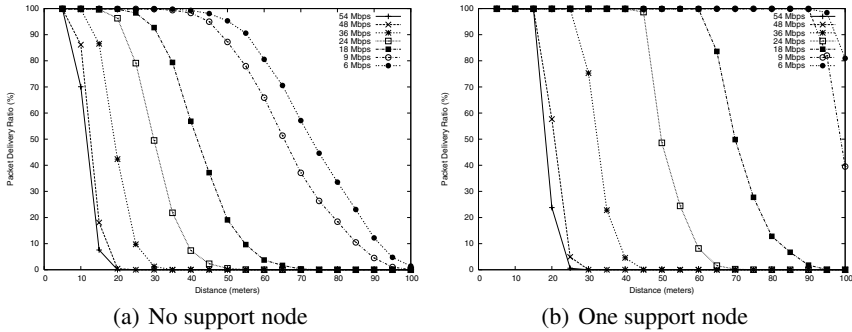 100
90
80
70
60
50
40
30
20
10
0
Packet Delivery Ratio (%)
0 10 20 30 40 50 60 70 80 90 100
Distance (meters)
54 Mbps
48 Mbps
36 Mbps
24 Mbps
18 Mbps
9 Mbps
6 Mbps
(a) No support node
100
90
80
70
60
50
40
30
20
10
0
Packet Delivery Ratio (%)
0 10 20 30 40 50 60 70 80 90 100
Distance (meters)
54 Mbps
48 Mbps
36 Mbps
24 Mbps
18 Mbps
9 Mbps
6 Mbps
(b) One support node